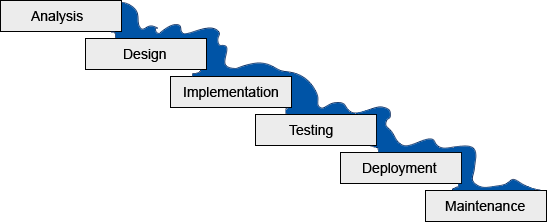 Analysis
Design
Implementation
Testing
Deployment
Maintenance